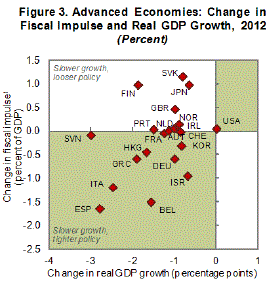 Figure 3. Advanced Economies: Change in
Fiscal Impulse and Real GDP Growth, 2012
(Percent)
Change in fiscal impulse¹
(percent of GDP)
1.5
1.0
0.5
0.0
-0.5
-1.0
-1.5
-2.0
-2.5
Slower growth,
looser policy
SVK
FIN
JPN
GBR
NOR
PRT
NLD
IRL
USA
SVN
FRA
AUT
CHE
HKG
KOR
GRC
DEU
ITA
ISR
ESP
BEL
Slower growth,
tighter policy
-4
-3
-2
-1
0
1
Change in real GDP growth (percentage points)